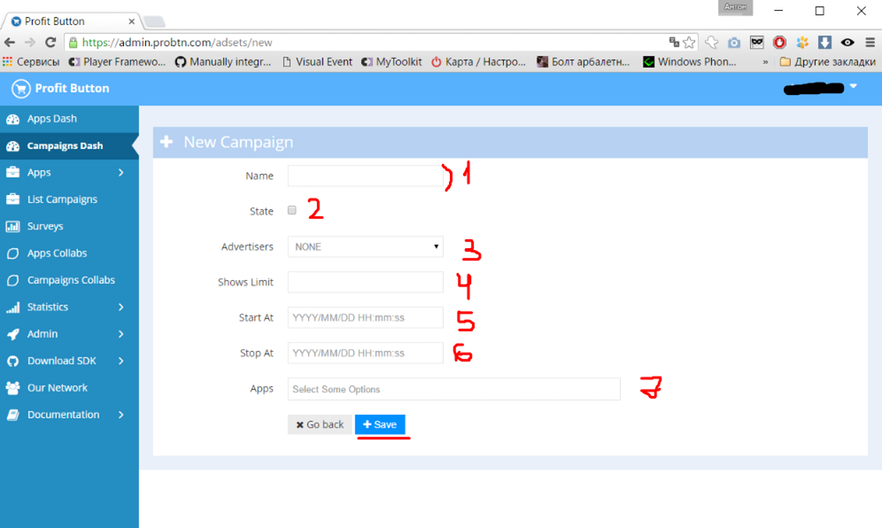 Антон
Profit Button
https://admin.probtn.com/adsets/new
Сервисы Player Framewo... Manually integr... Visual Event MyToolkit Карта / Настро... Болт арбалетн... Windows Phon... » Другие закладки
Profit Button
Apps Dash
Campaigns Dash
Apps
List Campaigns
Surveys
Apps Collabs
Campaigns Collabs
Statistics
Admin
Download SDK
Our Network
Documentation
New Campaign
Name ) 1
State 2
Advertisers NONE 3
Shows Limit 4
Start At YYYY/MM/DD HH:mm:ss 5
Stop At YYYY/MM/DD HH:mm:ss 6
Apps Select Some Options 7
Go back Save